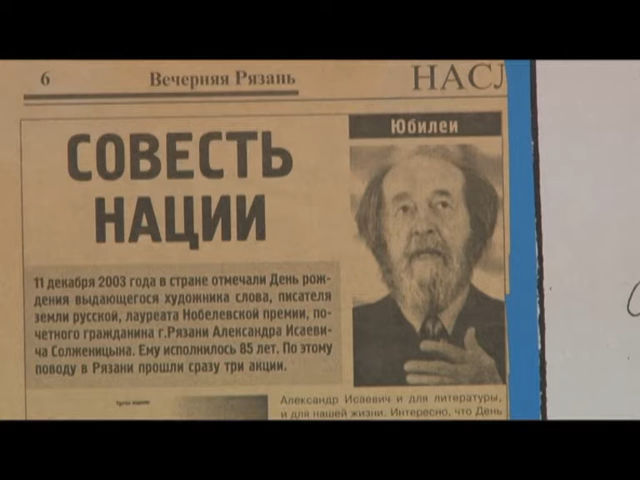 6 Вечерняя Рязань НАСЛ
СОВЕСТЬ
НАЦИИ
Юбилеи
11 декабря 2003 года в стране отмечали День рож-
дения выдающегося художника слова, писателя
земли русской, лауреата Нобелевской премии, по-
четного гражданина г.Рязани Александра Исаеви-
ча Солженицына. Ему исполнилось 85 лет. По этому
поводу в Рязани прошли сразу три акции.
Александр Исаевич и для литературы,
и для нашей жизни. Интересно, что День